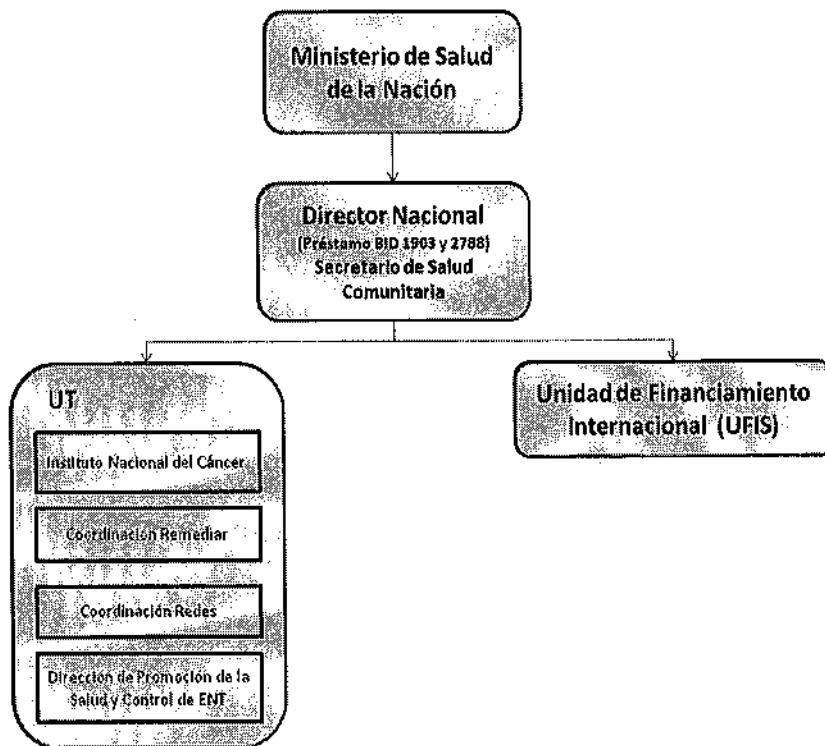 Ministerio de Salud
de la Nación
Director Nacional
(Préstamo BID 1903 y 2788)
Secretario de Salud
Comunitaria
UT
Instituto Nacional del Cáncer
Coordinación Remediar
Coordinación Redes
Dirección de Promoción de la
Salud y Control de ENT
Unidad de Financiamiento
Internacional (UFIS)